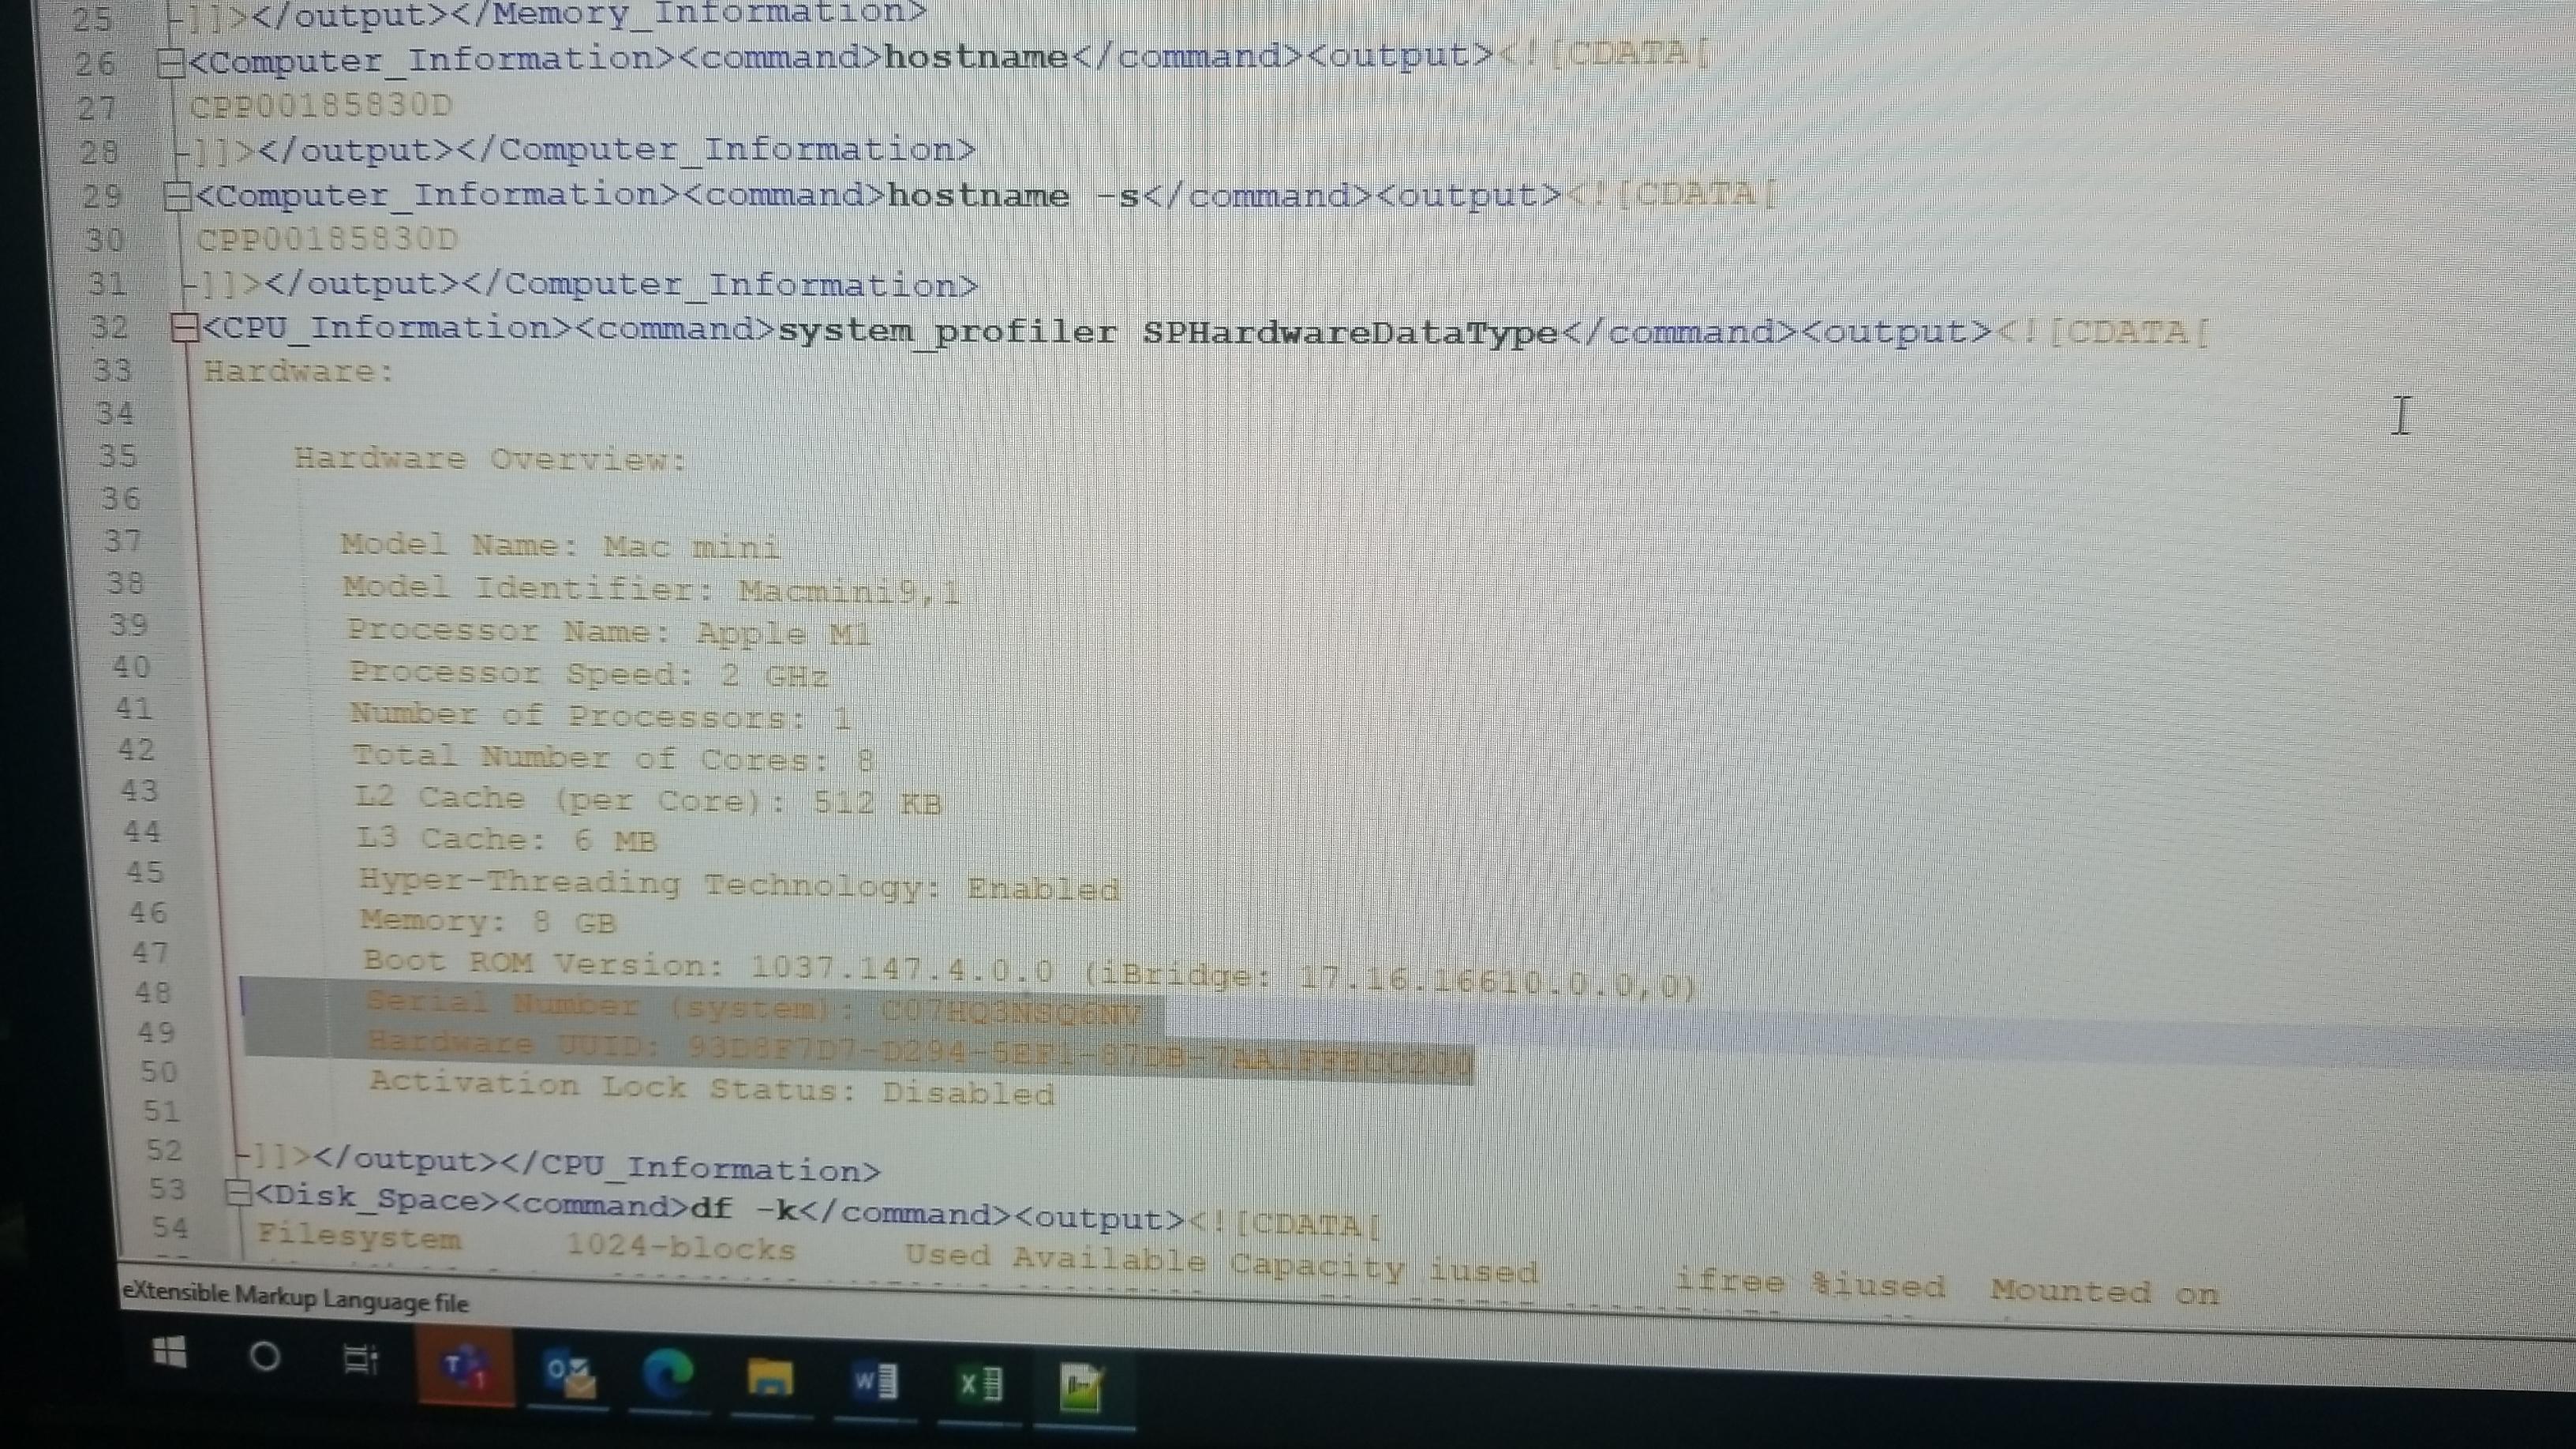 25 ]]></output></Memory_Information>
26 <Computer_Information><command>hostname</command><output><![CDATA[
27 CPP00185830D
28 ]]></output></Computer_Information>
29 <Computer_Information><command>hostname -s</command><output><![CDATA[
30 CPP00185830D
31 ]]></output></Computer_Information>
32 <CPU_Information><command>system_profiler SPHardwareDataType</command><output><![CDATA[
33 Hardware:
34
35 Hardware Overview:
36
37 Model Name: Mac mini
38 Model Identifier: Macmini9,1
39 Processor Name: Apple M1
40 Processor Speed: 2 GHz
41 Number of Processors: 1
42 Total Number of Cores: 8
43 L2 Cache (per Core): 512 KB
44 L3 Cache: 6 MB
45 Hyper-Threading Technology: Enabled
46 Memory: 8 GB
47 Boot ROM Version: 1037.147.4.0.0 (iBridge: 17.16.16610.0.0,0)
48 Serial Number (system): C07HQ3NSQ6NV
49 Hardware UUID:
50 Activation Lock Status: Disabled
51
52 ]]></output></CPU_Information>
53 <Disk_Space><command>df -k</command><output><![CDATA[
54 Filesystem 1024-blocks Used Available Capacity iused ifree %iused Mounted on
eXtensible Markup Language file